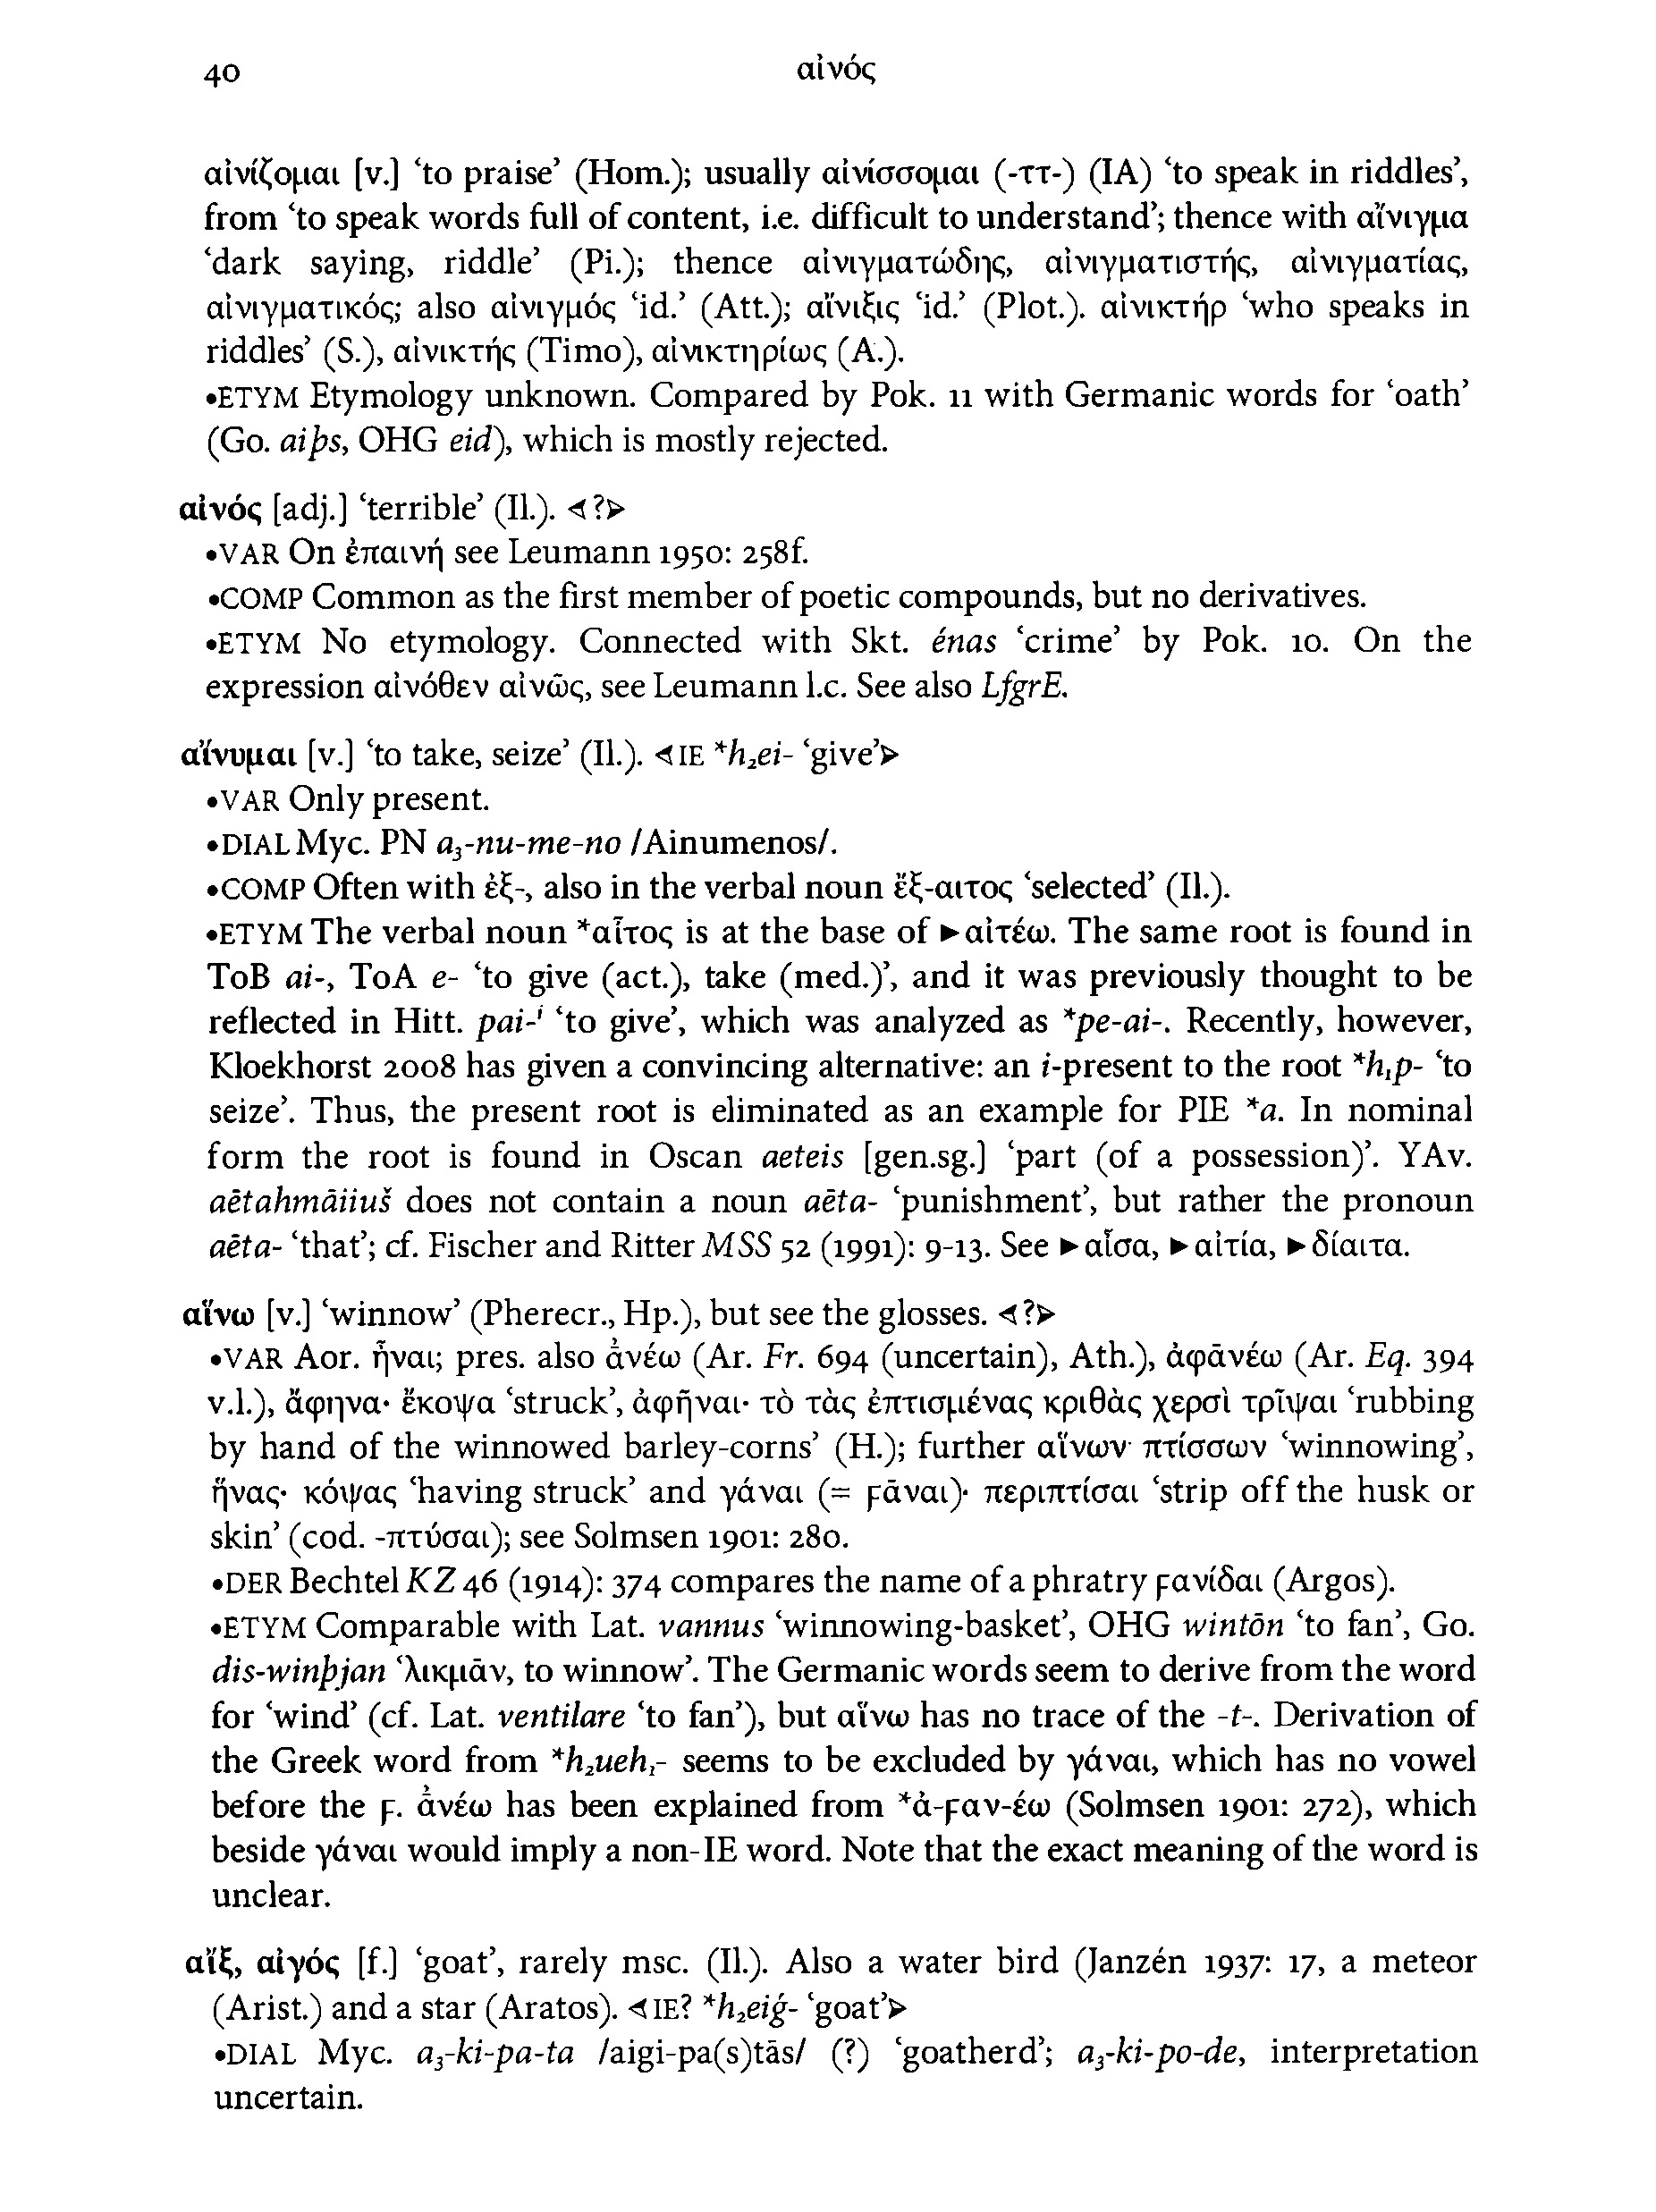 40
αἰνός
αἰνίζομαι [v.] ‘to praise’ (Hom.); usually αἰνίσσομαι (-ττ-) (IA) ‘to speak in riddles’,
from ‘to speak words full of content, i.e. difficult to understand’; thence with αἴνιγμα
‘dark saying, riddle’ (Pi.); thence αἰνιγματώδης, αἰνιγματιστής, αἰνιγματίας,
αἰνιγματικός; also αἰνιγμός ‘id.’ (Att.); αἴνιξις ‘id.’ (Plot.). αἰνικτήρ ‘who speaks in
riddles’ (S.), αἰνικτής (Timo), αἰνικτηρίως (A.).
•ETYM Etymology unknown. Compared by Pok. 11 with Germanic words for ‘oath’
(Go. aiþs, OHG eid), which is mostly rejected.
αἰνός [adj.] ‘terrible’ (Il.). ⊲?⊳
•VAR On ἐπαινή see Leumann 1950: 258f.
•COMP Common as the first member of poetic compounds, but no derivatives.
•ETYM No etymology. Connected with Skt. énas ‘crime’ by Pok. 10. On the
expression αἰνόθεν αἰνῶς, see Leumann l.c. See also LfgrE.
αἴνυμαι [v.] ‘to take, seize’ (Il.). ⊲IE *h₂ei- ‘give’⊳
•VAR Only present.
•DIAL Myc. PN a₃-nu-me-no /Ainumenos/.
•COMP Often with ἐξ-, also in the verbal noun ἔξ-αιτος ‘selected’ (Il.).
•ETYM The verbal noun *αἶτος is at the base of ►αἰτέω. The same root is found in
ToB ai-, ToA e- ‘to give (act.), take (med.)’, and it was previously thought to be
reflected in Hitt. pai-ⁱ ‘to give’, which was analyzed as *pe-ai-. Recently, however,
Kloekhorst 2008 has given a convincing alternative: an i-present to the root *h₁p- ‘to
seize’. Thus, the present root is eliminated as an example for PIE *a. In nominal
form the root is found in Oscan aeteis [gen.sg.] ‘part (of a possession)’. YAv.
aētahmāiiuš does not contain a noun aēta- ‘punishment’, but rather the pronoun
aēta- ‘that’; cf. Fischer and Ritter MSS 52 (1991): 9-13. See ►αἶσα, ►αἰτία, ►δίαιτα.
αἴνω [v.] ‘winnow’ (Pherecr., Hp.), but see the glosses. ⊲?⊳
•VAR Aor. ἦναι; pres. also ἀνέω (Ar. Fr. 694 (uncertain), Ath.), ἀφᾱνέω (Ar. Eq. 394
v.l.), ἄφηνα· ἔκοψα ‘struck’, ἀφῆναι· τὸ τὰς ἐπτισμένας κριθὰς χερσὶ τρῖψαι ‘rubbing
by hand of the winnowed barley-corns’ (H.); further αἴνων· πτίσσων ‘winnowing’,
ἤνας· κόψας ‘having struck’ and γάναι (= ϝᾶναι)· περιπτίσαι ‘strip off the husk or
skin’ (cod. -πτύσαι); see Solmsen 1901: 280.
•DER Bechtel KZ 46 (1914): 374 compares the name of a phratry ϝανίδαι (Argos).
•ETYM Comparable with Lat. vannus ‘winnowing-basket’, OHG wintōn ‘to fan’, Go.
dis-winþjan ‘λικμᾶν, to winnow’. The Germanic words seem to derive from the word
for ‘wind’ (cf. Lat. ventilare ‘to fan’), but αἴνω has no trace of the -t-. Derivation of
the Greek word from *h₂ueh₁- seems to be excluded by γάναι, which has no vowel
before the ϝ. ἀνέω has been explained from *ἀ-ϝαν-έω (Solmsen 1901: 272), which
beside γάναι would imply a non-IE word. Note that the exact meaning of the word is
unclear.
αἴξ, αἰγός [f.] ‘goat’, rarely msc. (Il.). Also a water bird (Janzén 1937: 17, a meteor
(Arist.) and a star (Aratos). ⊲IE? *h₂eiǵ- ‘goat’⊳
•DIAL Myc. a₃-ki-pa-ta /aigi-pa(s)tās/ (?) ‘goatherd’; a₃-ki-po-de, interpretation
uncertain.